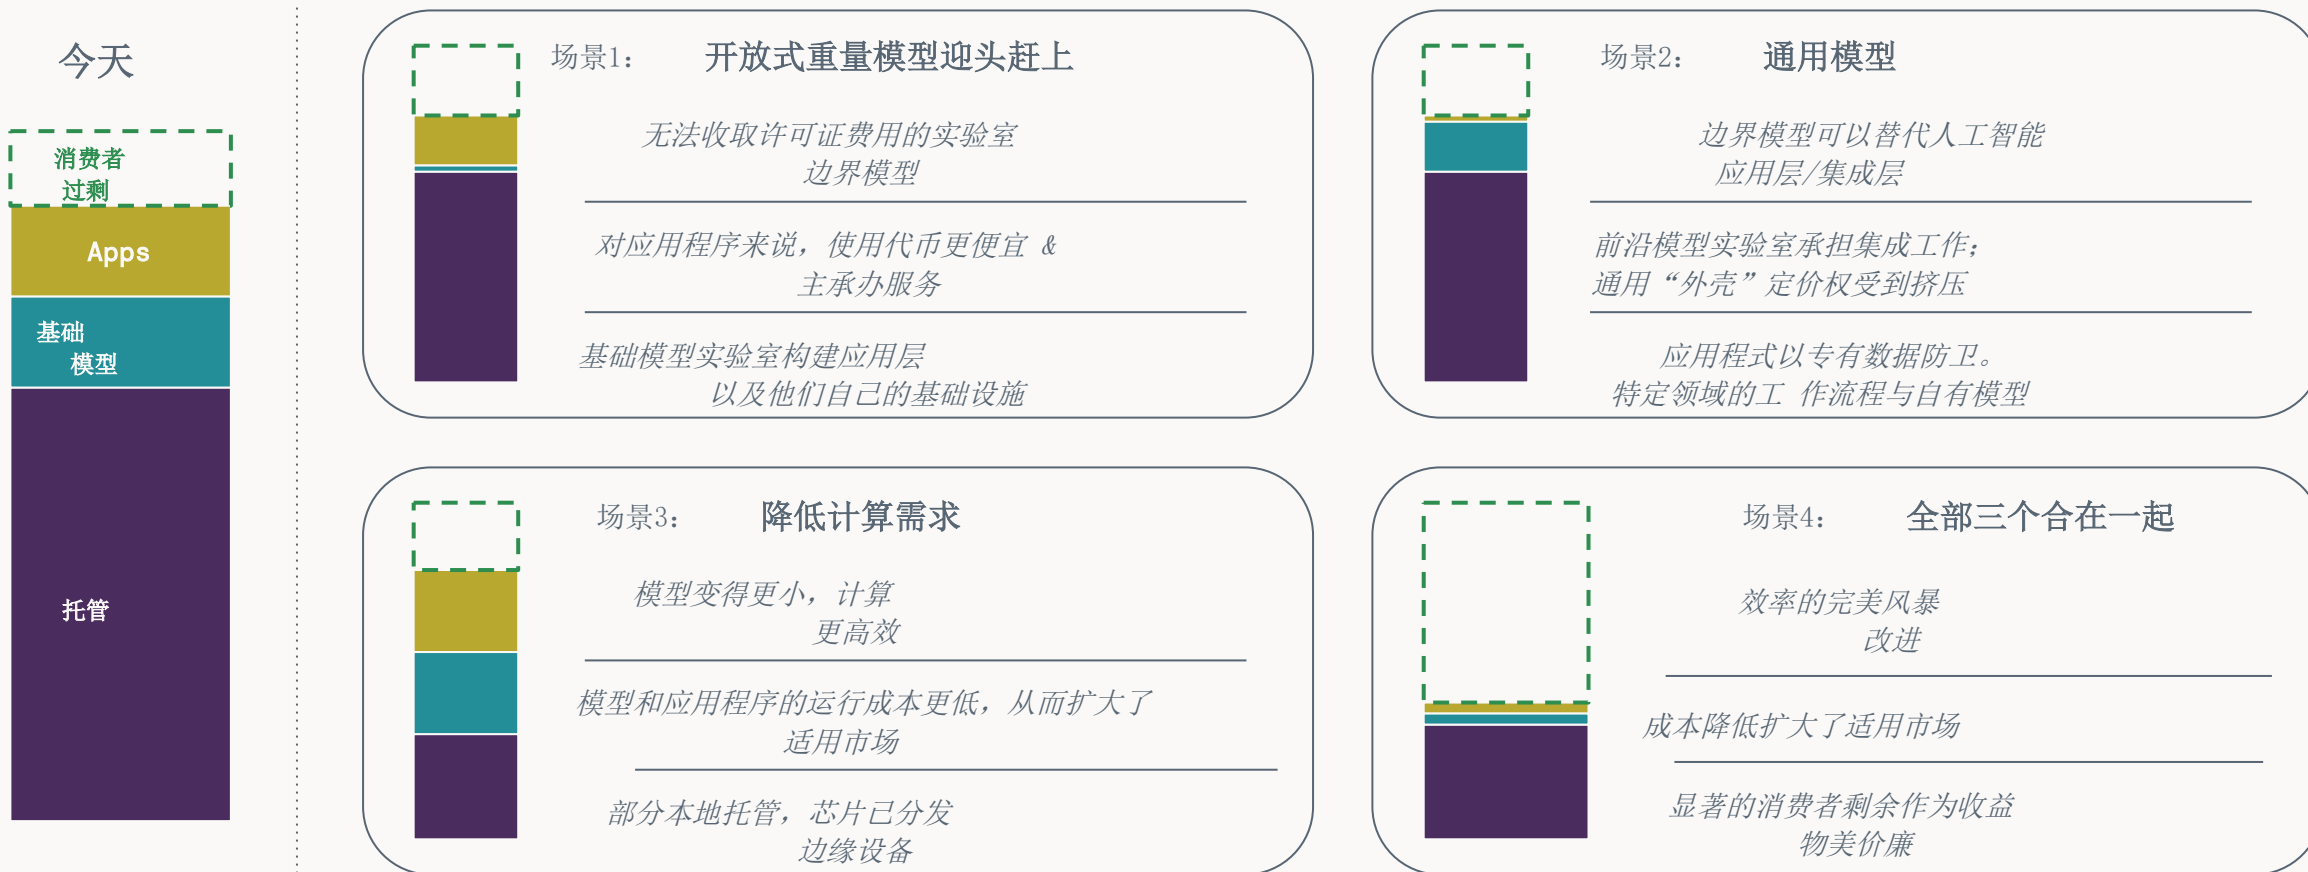 今天
消费者
过剩
Apps
基础
模型
托管
场景1: 开放式重量模型迎头赶上
无法收取许可证费用的实验室
边界模型
对应用程序来说，使用代币更便宜 &
主承办服务
基础模型实验室构建应用层
以及他们自己的基础设施
场景2: 通用模型
边界模型可以替代人工智能
应用层/集成层
前沿模型实验室承担集成工作；
通用“外壳”定价权受到挤压
应用程式以专有数据防卫。
特定领域的工 作流程与自有模型
场景3: 降低计算需求
模型变得更小，计算
更高效
模型和应用程序的运行成本更低，从而扩大了
适用市场
部分本地托管，芯片已分发
边缘设备
场景4: 全部三个合在一起
效率的完美风暴
改进
成本降低扩大了适用市场
显著的消费者剩余作为收益
物美价廉